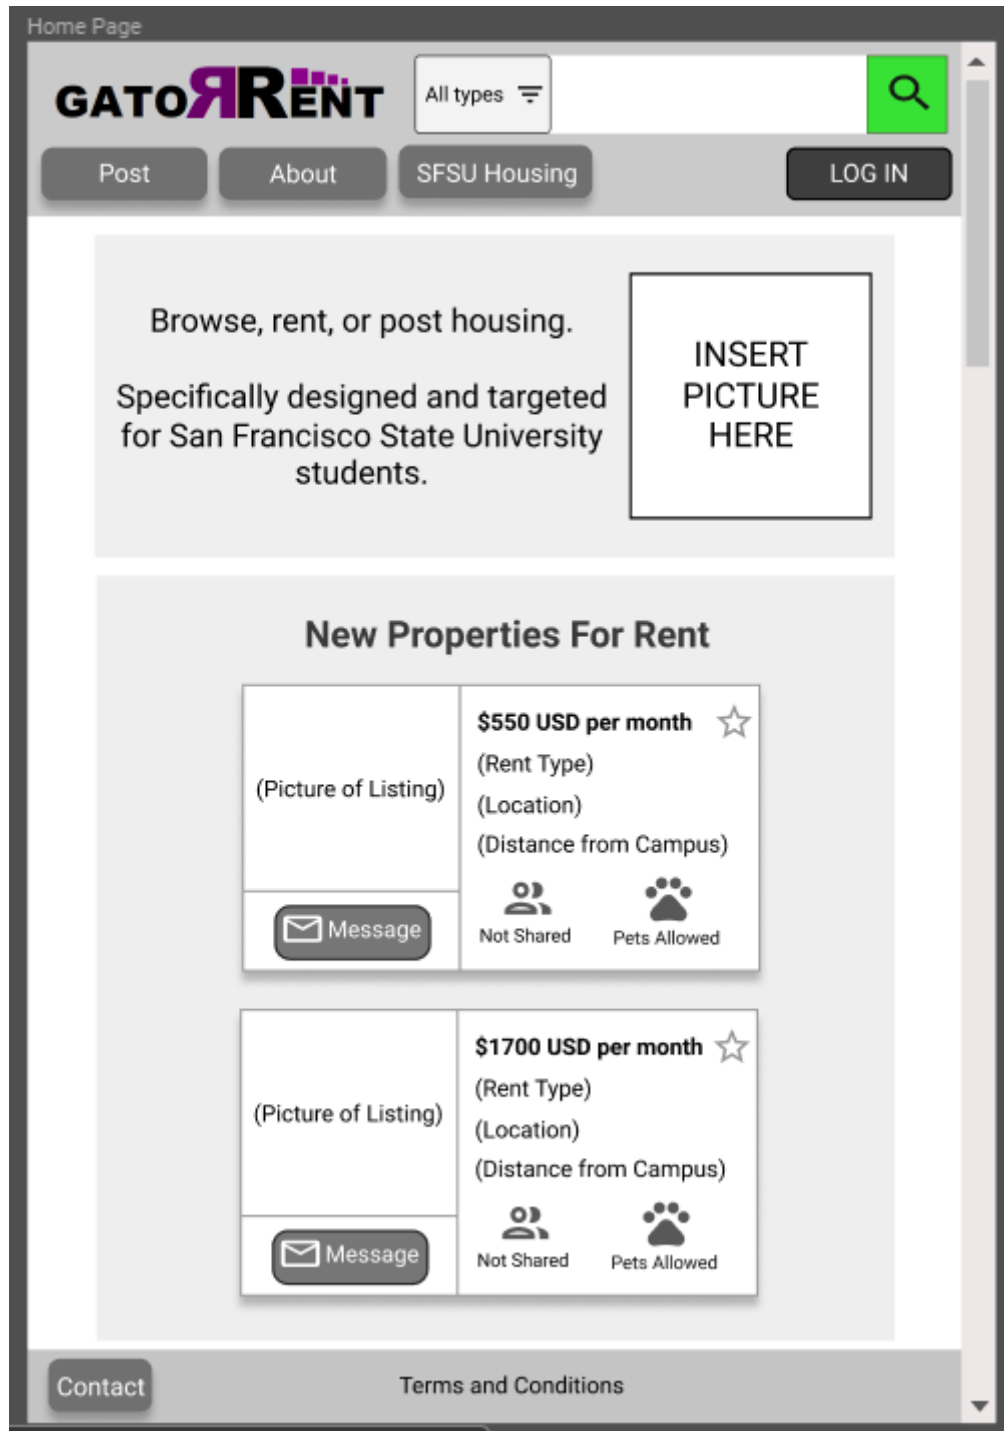 Home Page
GATORRENT
All types
Post
About
SFSU Housing
LOG IN
Browse, rent, or post housing.
Specifically designed and targeted
for San Francisco State University
students.
INSERT
PICTURE
HERE
New Properties For Rent
(Picture of Listing)
Message
$550 USD per month
(Rent Type)
(Location)
(Distance from Campus)
Not Shared
Pets Allowed
(Picture of Listing)
Message
$1700 USD per month
(Rent Type)
(Location)
(Distance from Campus)
Not Shared
Pets Allowed
Contact
Terms and Conditions